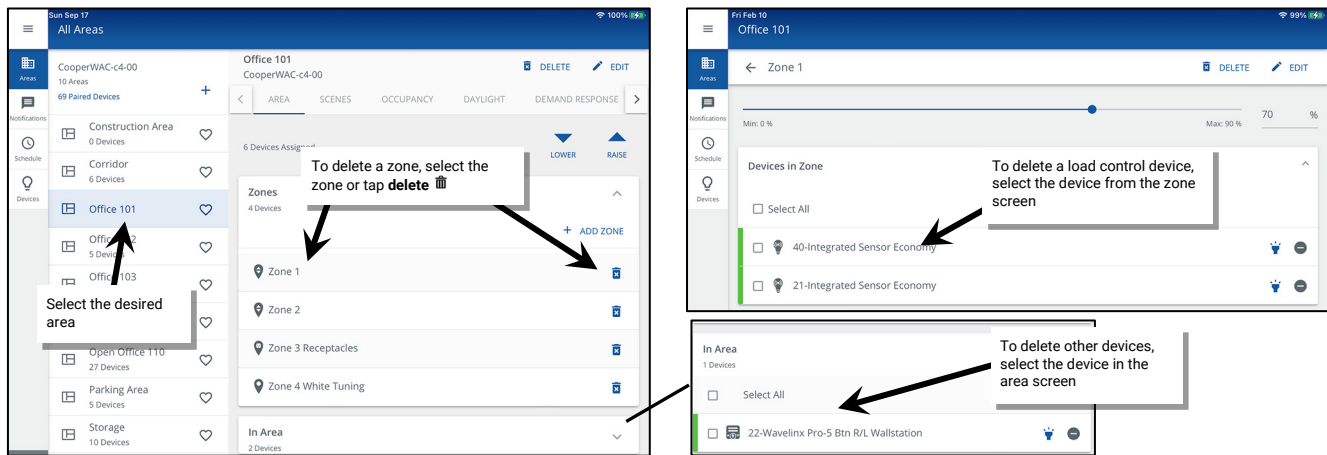 Sun Sep 17
100%
All Areas
Areas
Notifications
Schedule
Devices
CooperWAC-c4-00
10 Areas
69 Paired Devices
+
Construction Area
0 Devices
Corridor
6 Devices
Office 101
5 Devices
Office 103
Open Office 110
27 Devices
Parking Area
5 Devices
Storage
10 Devices
Select the desired
area
Office 101
CooperWAC-c4-00
DELETE
EDIT
AREA SCENES OCCUPANCY DAYLIGHT DEMAND RESPONSE
6 Devices Assigned
LOWER
RAISE
To delete a zone, select the
zone or tap delete
Zones
4 Devices
+ ADD ZONE
Zone 1
Zone 2
Zone 3 Receptacles
Zone 4 White Tuning
In Area
2 Devices
Fri Feb 10
99%
Office 101
Areas
Notifications
Schedule
Devices
← Zone 1
DELETE
EDIT
Min: 0 %
Max: 90 %
70 %
Devices in Zone
To delete a load control device,
select the device from the zone
screen
Select All
40-Integrated Sensor Economy
21-Integrated Sensor Economy
In Area
1 Devices
To delete other devices,
select the device in the
area screen
Select All
22-Wavelinx Pro-5 Btn R/L Wallstation